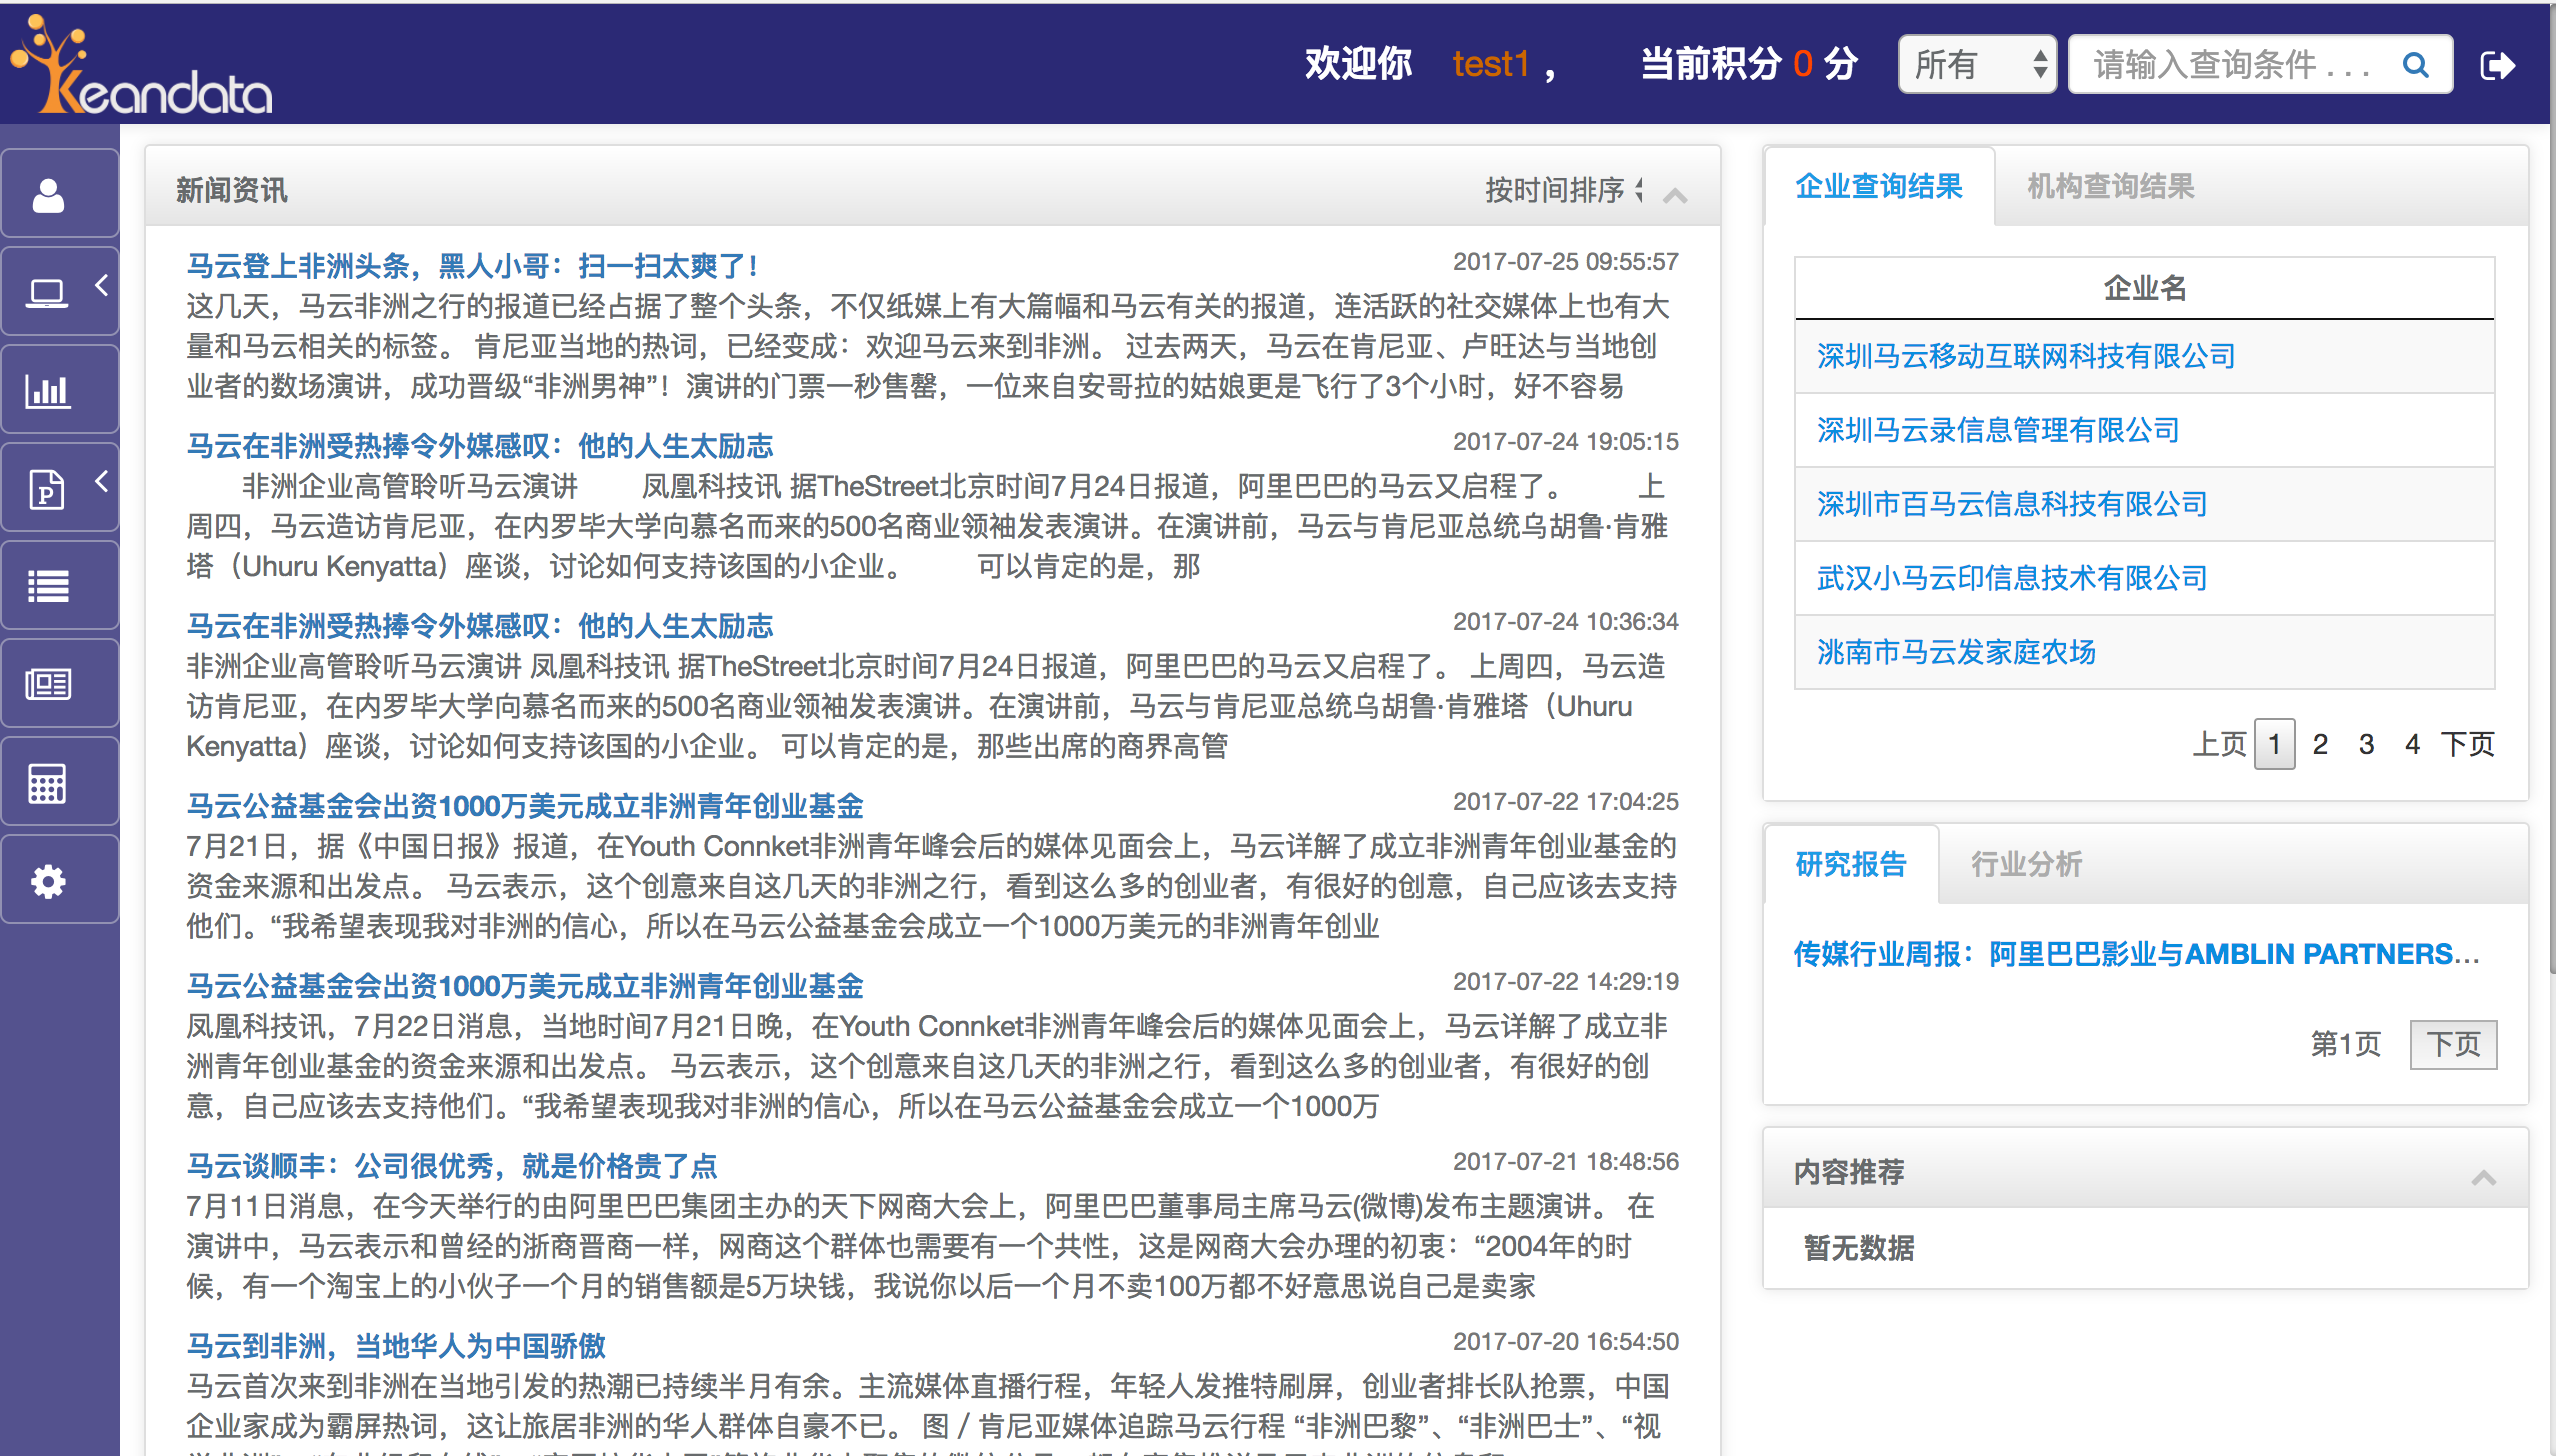 Keandata
欢迎你 test1 ， 当前积分 0 分 所有 请输入查询条件 . . .
新闻资讯 按时间排序
马云登上非洲头条，黑人小哥：扫一扫太爽了！ 2017-07-25 09:55:57
这几天，马云非洲之行的报道已经占据了整个头条，不仅纸媒上有大篇幅和马云有关的报道，连活跃的社交媒体上也有大
量和马云相关的标签。 肯尼亚当地的热词，已经变成：欢迎马云来到非洲。 过去两天，马云在肯尼亚、卢旺达与当地创
业者的数场演讲，成功晋级“非洲男神”！演讲的门票一秒售罄，一位来自安哥拉的姑娘更是飞行了3个小时，好不容易
马云在非洲受热捧令外媒感叹：他的人生太励志 2017-07-24 19:05:15
非洲企业高管聆听马云演讲 凤凰科技讯 据TheStreet北京时间7月24日报道，阿里巴巴的马云又启程了。 上
周四，马云造访肯尼亚，在内罗毕大学向慕名而来的500名商业领袖发表演讲。在演讲前，马云与肯尼亚总统乌胡鲁·肯雅
塔（Uhuru Kenyatta）座谈，讨论如何支持该国的小企业。 可以肯定的是，那
马云在非洲受热捧令外媒感叹：他的人生太励志 2017-07-24 10:36:34
非洲企业高管聆听马云演讲 凤凰科技讯 据TheStreet北京时间7月24日报道，阿里巴巴的马云又启程了。 上周四，马云造
访肯尼亚，在内罗毕大学向慕名而来的500名商业领袖发表演讲。在演讲前，马云与肯尼亚总统乌胡鲁·肯雅塔（Uhuru
Kenyatta）座谈，讨论如何支持该国的小企业。 可以肯定的是，那些出席的商界高管
马云公益基金会出资1000万美元成立非洲青年创业基金 2017-07-22 17:04:25
7月21日，据《中国日报》报道，在Youth Connket非洲青年峰会后的媒体见面会上，马云详解了成立非洲青年创业基金的
资金来源和出发点。 马云表示，这个创意来自这几天的非洲之行，看到这么多的创业者，有很好的创意，自己应该去支持
他们。“我希望表现我对非洲的信心，所以在马云公益基金会成立一个1000万美元的非洲青年创业
马云公益基金会出资1000万美元成立非洲青年创业基金 2017-07-22 14:29:19
凤凰科技讯，7月22日消息，当地时间7月21日晚，在Youth Connket非洲青年峰会后的媒体见面会上，马云详解了成立非
洲青年创业基金的资金来源和出发点。 马云表示，这个创意来自这几天的非洲之行，看到这么多的创业者，有很好的创
意，自己应该去支持他们。“我希望表现我对非洲的信心，所以在马云公益基金会成立一个1000万
马云谈顺丰：公司很优秀，就是价格贵了点 2017-07-21 18:48:56
7月11日消息，在今天举行的由阿里巴巴集团主办的天下网商大会上，阿里巴巴董事局主席马云(微博)发布主题演讲。 在
演讲中，马云表示和曾经的浙商晋商一样，网商这个群体也需要有一个共性，这是网商大会办理的初衷：“2004年的时
候，有一个淘宝上的小伙子一个月的销售额是5万块钱，我说你以后一个月不卖100万都不好意思说自己是卖家
马云到非洲，当地华人为中国骄傲 2017-07-20 16:54:50
马云首次来到非洲在当地引发的热潮已持续半月有余。主流媒体直播行程，年轻人发推特刷屏，创业者排长队抢票，中国
企业家成为霸屏热词，这让旅居非洲的华人群体自豪不已。 图 / 肯尼亚媒体追踪马云行程 “非洲巴黎”、“非洲巴士”、“视
企业查询结果 机构查询结果
企业名
深圳马云移动互联网科技有限公司
深圳马云录信息管理有限公司
深圳市百马云信息科技有限公司
武汉小马云印信息技术有限公司
洮南市马云发家庭农场
上页 1 2 3 4 下页
研究报告 行业分析
传媒行业周报：阿里巴巴影业与AMBLIN PARTNERS...
第1页 下页
内容推荐
暂无数据